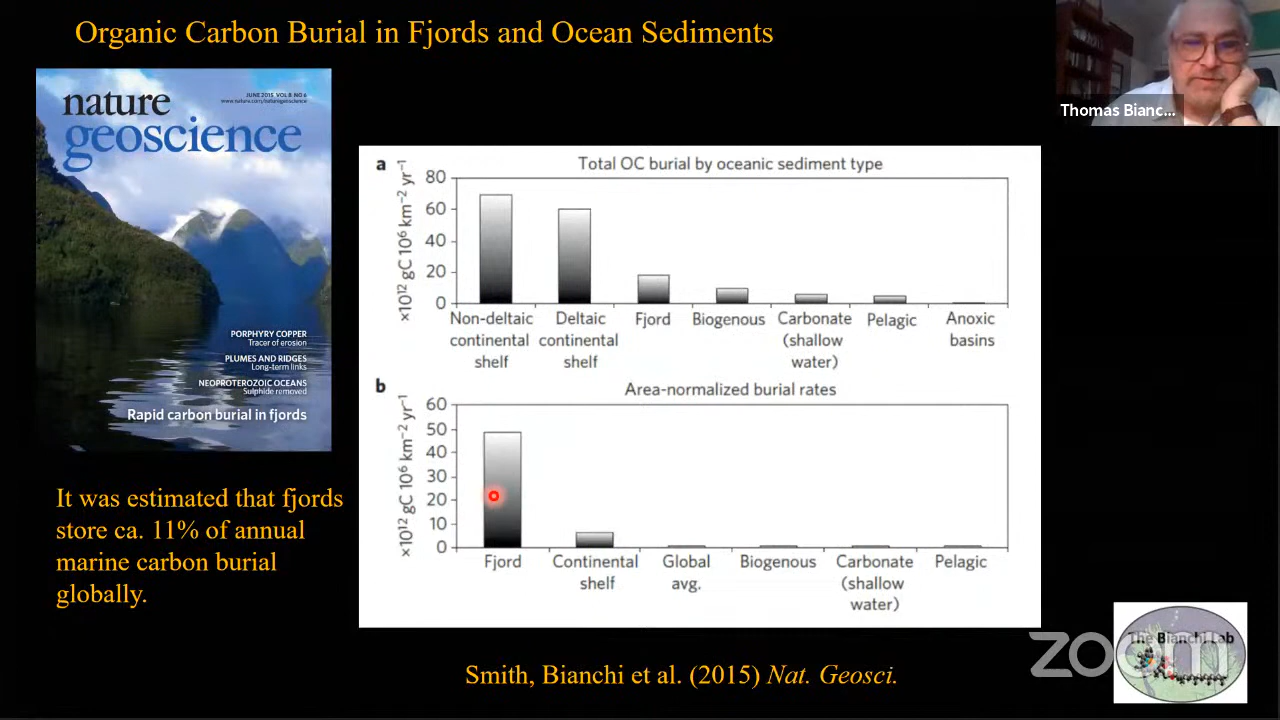 Organic Carbon Burial in Fjords and Ocean Sediments
Thomas Bianc...
nature
geoscience
JUNE 2015 VOL 8 NO 6
www.nature.com/naturegeoscience
PORPHYRY COPPER
Tracer of erosion
PLUMES AND RIDGES
Long-term links
NEOPROTEROZOIC OCEANS
Sulphide removed
Rapid carbon burial in fjords
It was estimated that fjords
store ca. 11% of annual
marine carbon burial
globally.
a
Total OC burial by oceanic sediment type
×10¹² gC 10⁶ km⁻² yr⁻¹
80
60
40
20
0
Non-deltaic continental shelf
Deltaic continental shelf
Fjord
Biogenous
Carbonate (shallow water)
Pelagic
Anoxic basins
b
Area-normalized burial rates
×10¹² gC 10⁶ km⁻² yr⁻¹
60
50
40
30
20
10
0
Fjord
Continental shelf
Global avg.
Biogenous
Carbonate (shallow water)
Pelagic
Smith, Bianchi et al. (2015) Nat. Geosci.
The Bianchi Lab
zoom